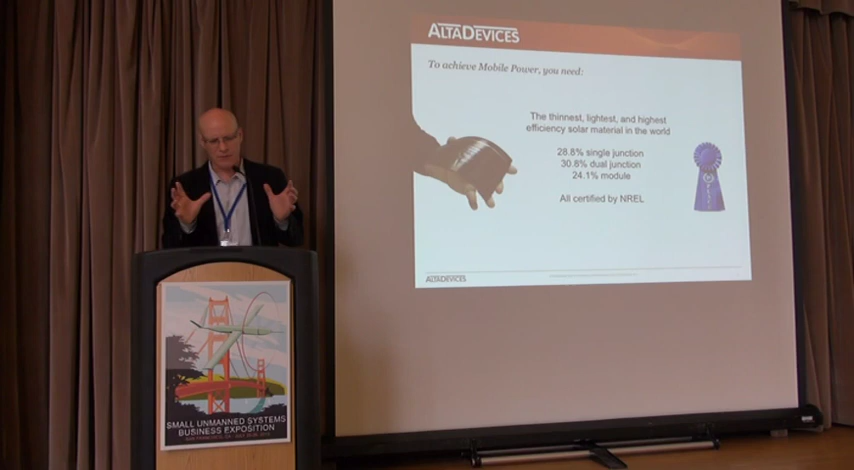 ALTADEVICES
To achieve Mobile Power, you need:
The thinnest, lightest, and highest
efficiency solar material in the world
28.8% single junction
30.8% dual junction
24.1% module
All certified by NREL
ALTADEVICES
SMALL UNMANNED SYSTEMS
BUSINESS EXPOSITION